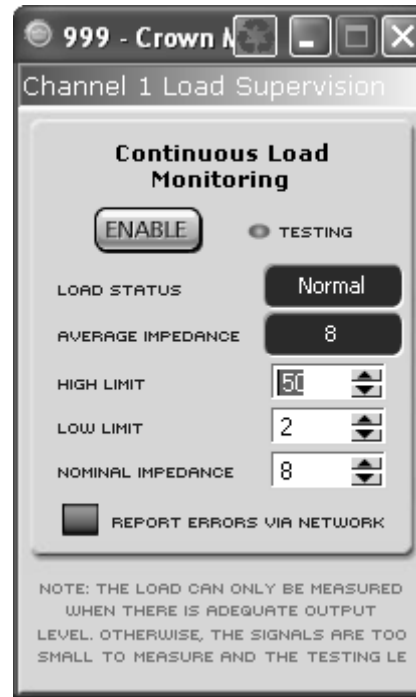 999 - Crown
Channel 1 Load Supervision
Continuous Load
Monitoring
ENABLE
TESTING
LOAD STATUS
Normal
AVERAGE IMPEDANCE
8
HIGH LIMIT
50
LOW LIMIT
2
NOMINAL IMPEDANCE
8
REPORT ERRORS VIA NETWORK
NOTE: THE LOAD CAN ONLY BE MEASURED
WHEN THERE IS ADEQUATE OUTPUT
LEVEL. OTHERWISE, THE SIGNALS ARE TOO
SMALL TO MEASURE AND THE TESTING LE